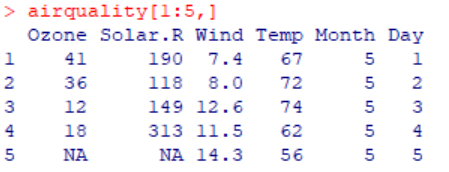 > airquality[1:5,]
Ozone Solar.R Wind Temp Month Day
1 41 190 7.4 67 5 1
2 36 118 8.0 72 5 2
3 12 149 12.6 74 5 3
4 18 313 11.5 62 5 4
5 NA NA 14.3 56 5 5